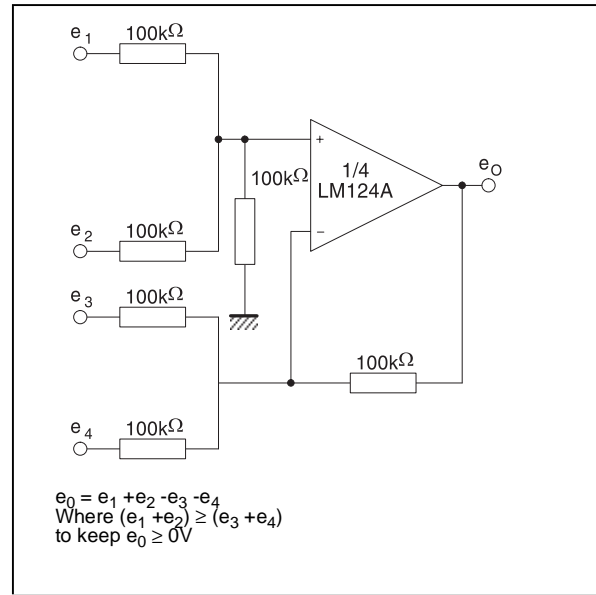 e1
100kΩ
+
1/4
LM124A
100kΩ
eO
e2
100kΩ
−
e3
100kΩ
100kΩ
e4
100kΩ
e0 = e1 +e2 -e3 -e4
Where (e1 +e2) ≥ (e3 +e4)
to keep e0 ≥ 0V